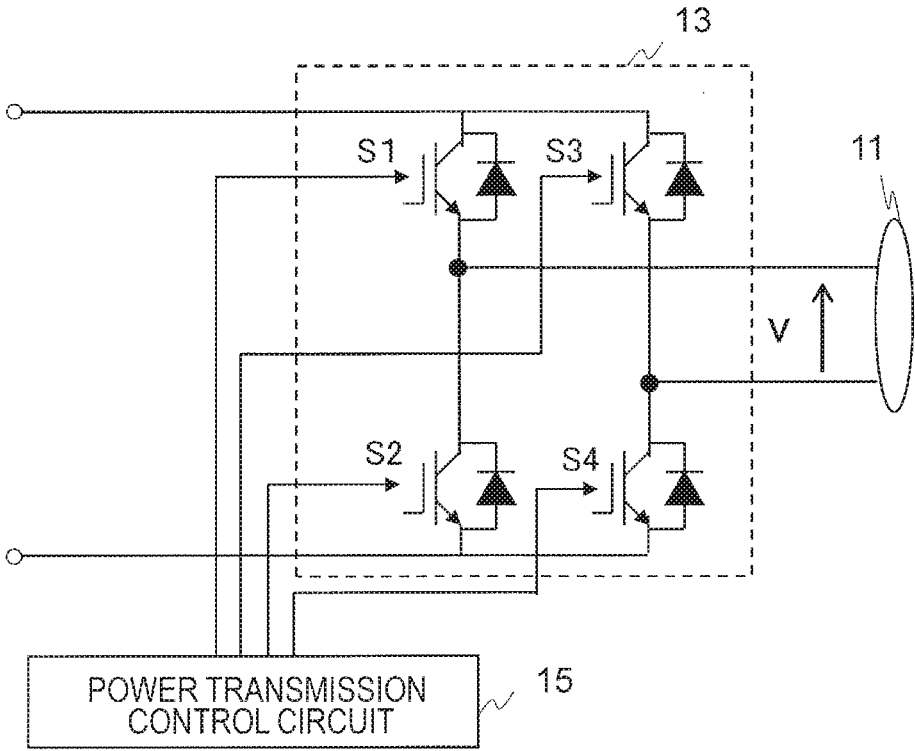 13
S1
S3
11
V
S2
S4
POWER TRANSMISSION
CONTROL CIRCUIT
15